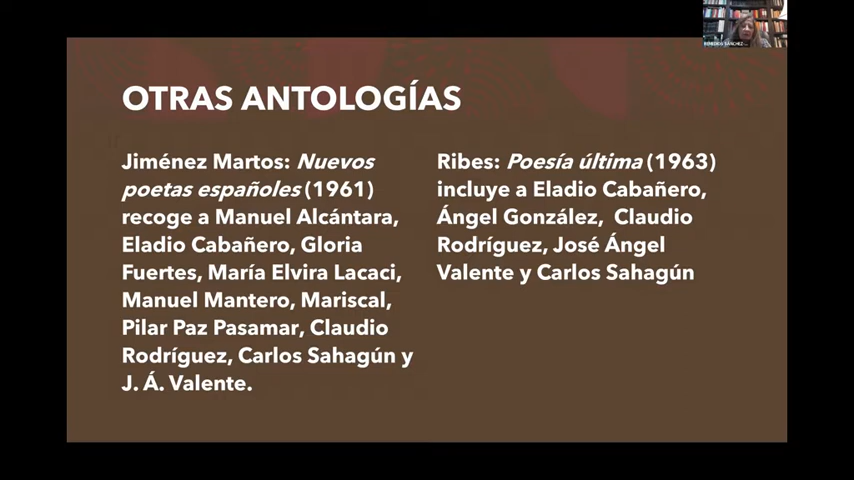 OTRAS ANTOLOGÍAS
Jiménez Martos: Nuevos
poetas españoles (1961)
recoge a Manuel Alcántara,
Eladio Cabañero, Gloria
Fuertes, María Elvira Lacaci,
Manuel Mantero, Mariscal,
Pilar Paz Pasamar, Claudio
Rodríguez, Carlos Sahagún y
J. Á. Valente.
Ribes: Poesía última (1963)
incluye a Eladio Cabañero,
Ángel González, Claudio
Rodríguez, José Ángel
Valente y Carlos Sahagún